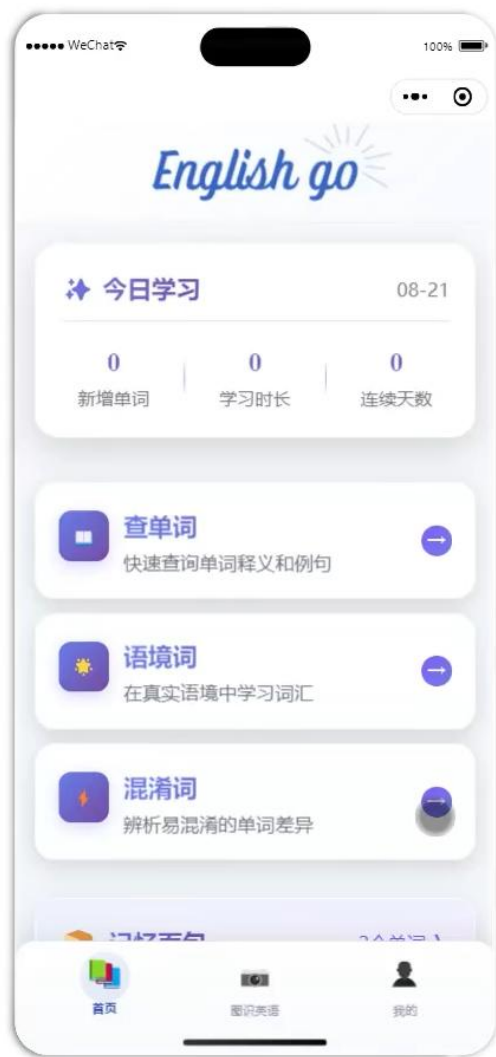 WeChat
100%
English go
今日学习
08-21
0
0
0
新增单词
学习时长
连续天数
查单词
快速查询单词释义和例句
语境词
在真实语境中学习词汇
混淆词
辨析易混淆的单词差异
首页
图识英语
我的